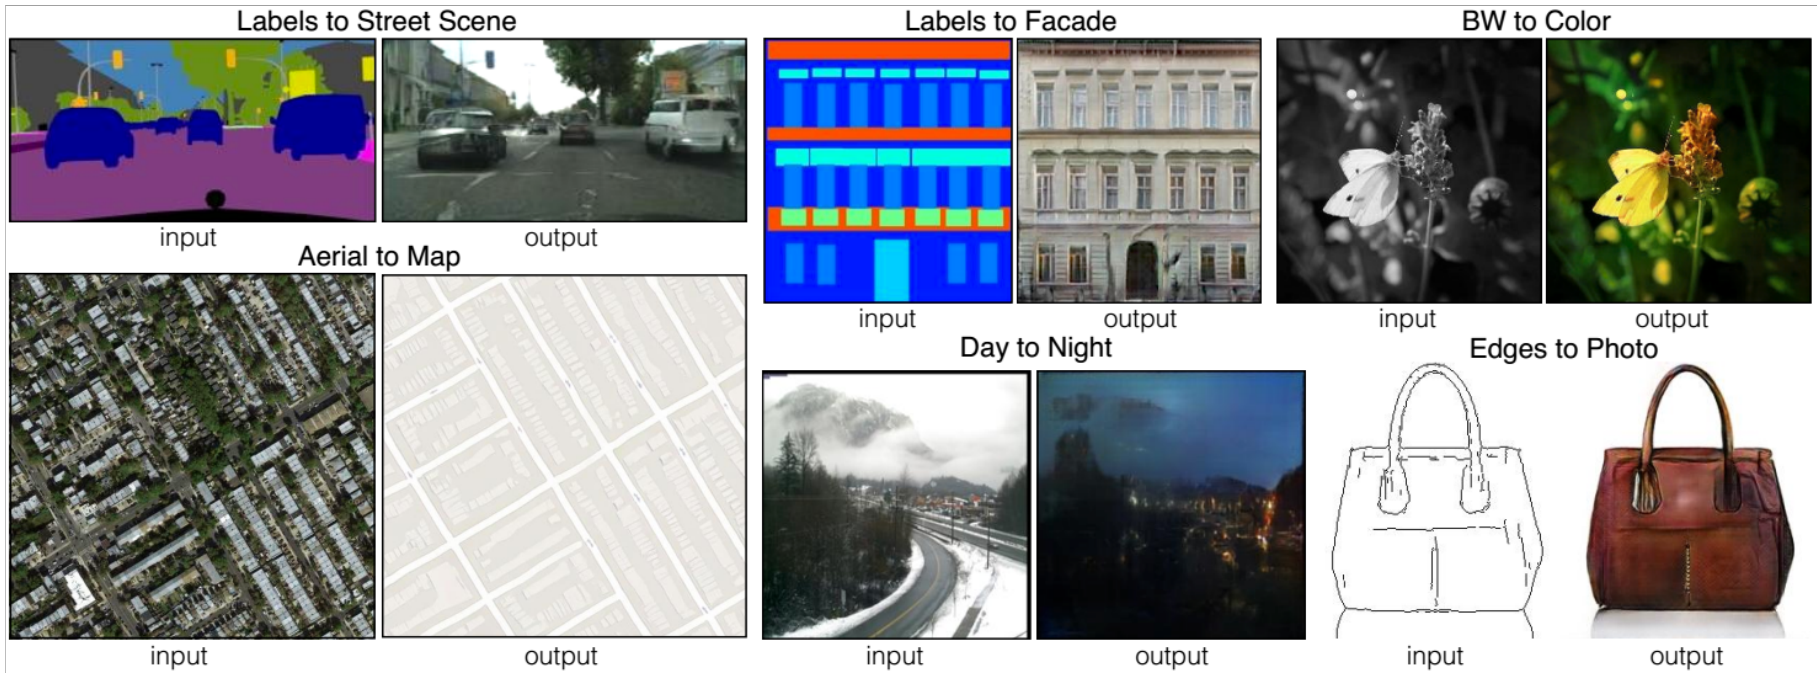 Labels to Street Scene
input
output
Aerial to Map
input
output
Labels to Facade
input
output
BW to Color
input
output
Day to Night
input
output
Edges to Photo
input
output